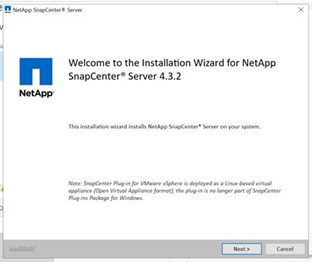 NetApp SnapCenter® Server
Welcome to the Installation Wizard for NetApp
SnapCenter® Server 4.3.2
NetApp
This installation wizard installs NetApp SnapCenter® Server on your system.
Note: SnapCenter Plug-in for VMware vSphere is deployed as a Linux-based virtual
appliance (Open Virtual Appliance format); the plug-in is no longer part of SnapCenter
Plug-ins Package for Windows.
InstallShield
Next >
Cancel